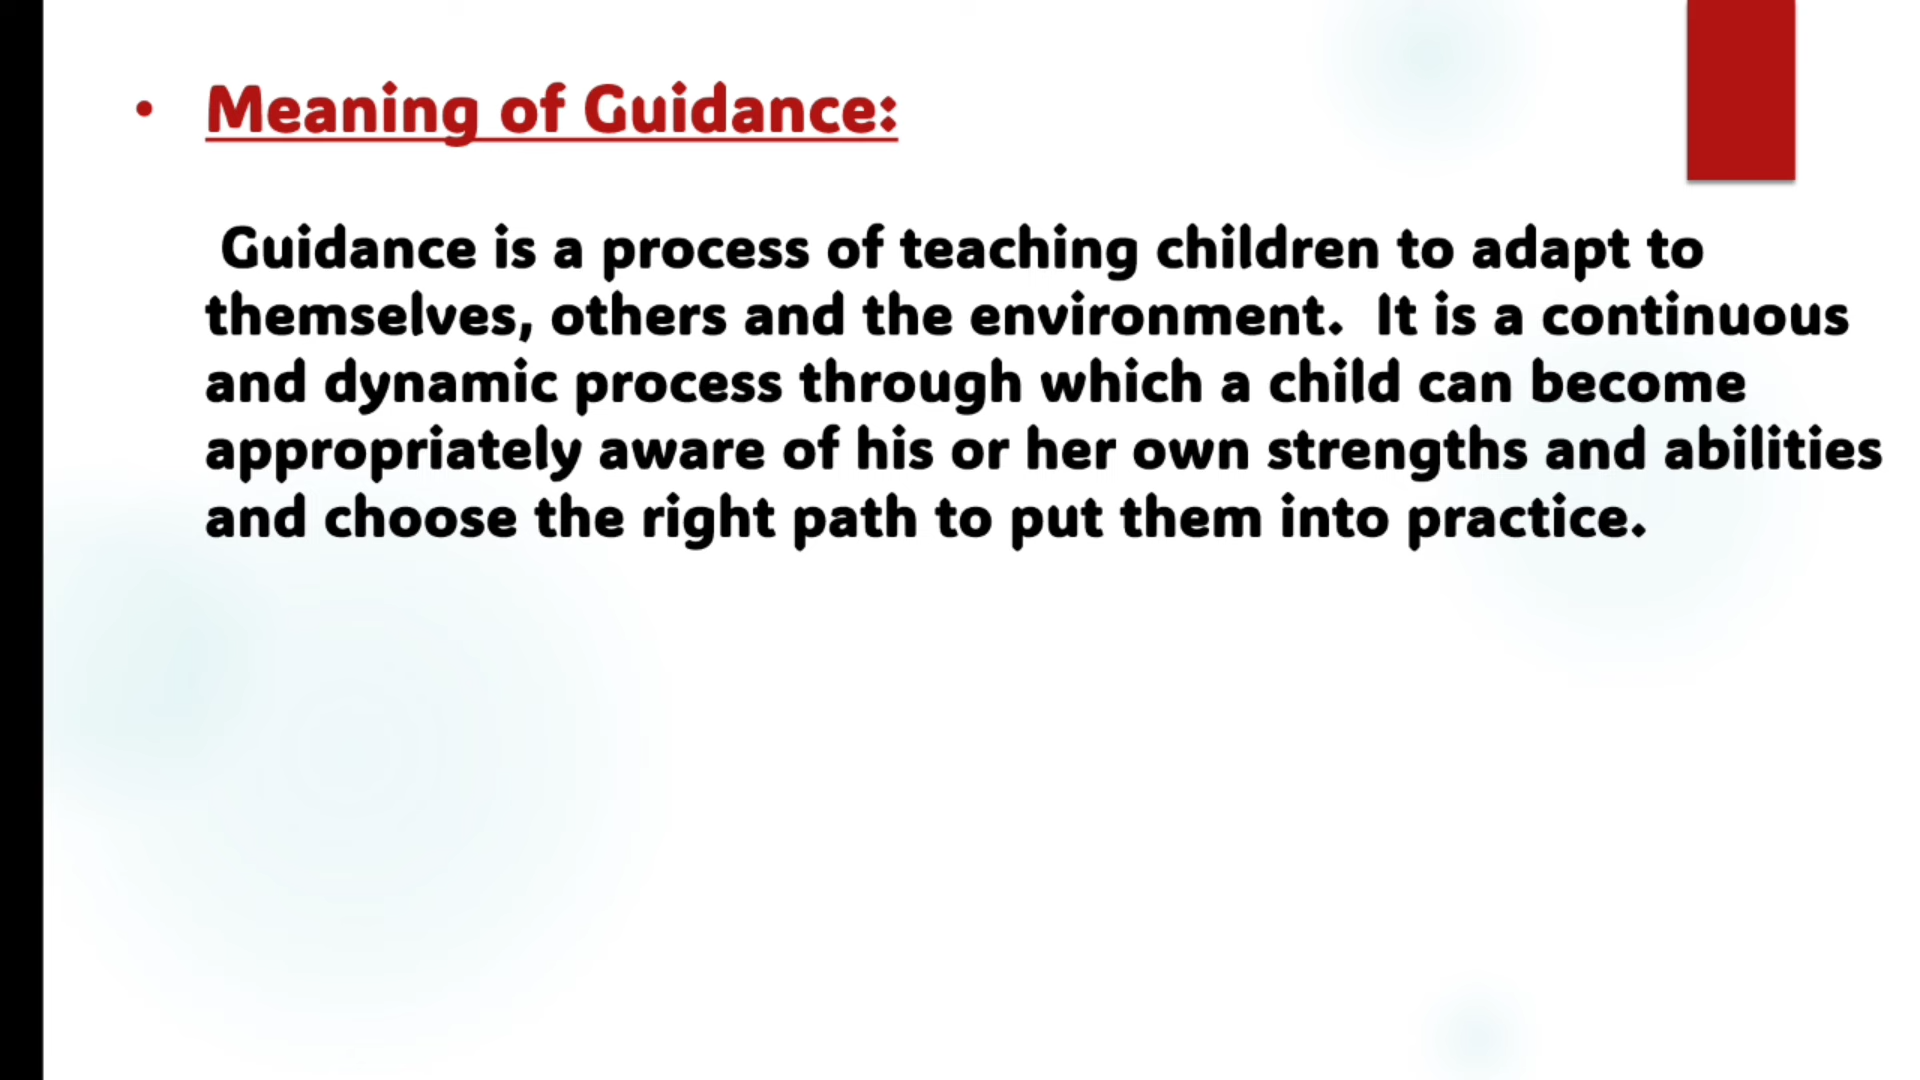 • Meaning of Guidance:
Guidance is a process of teaching children to adapt to
themselves, others and the environment.  It is a continuous
and dynamic process through which a child can become
appropriately aware of his or her own strengths and abilities
and choose the right path to put them into practice.